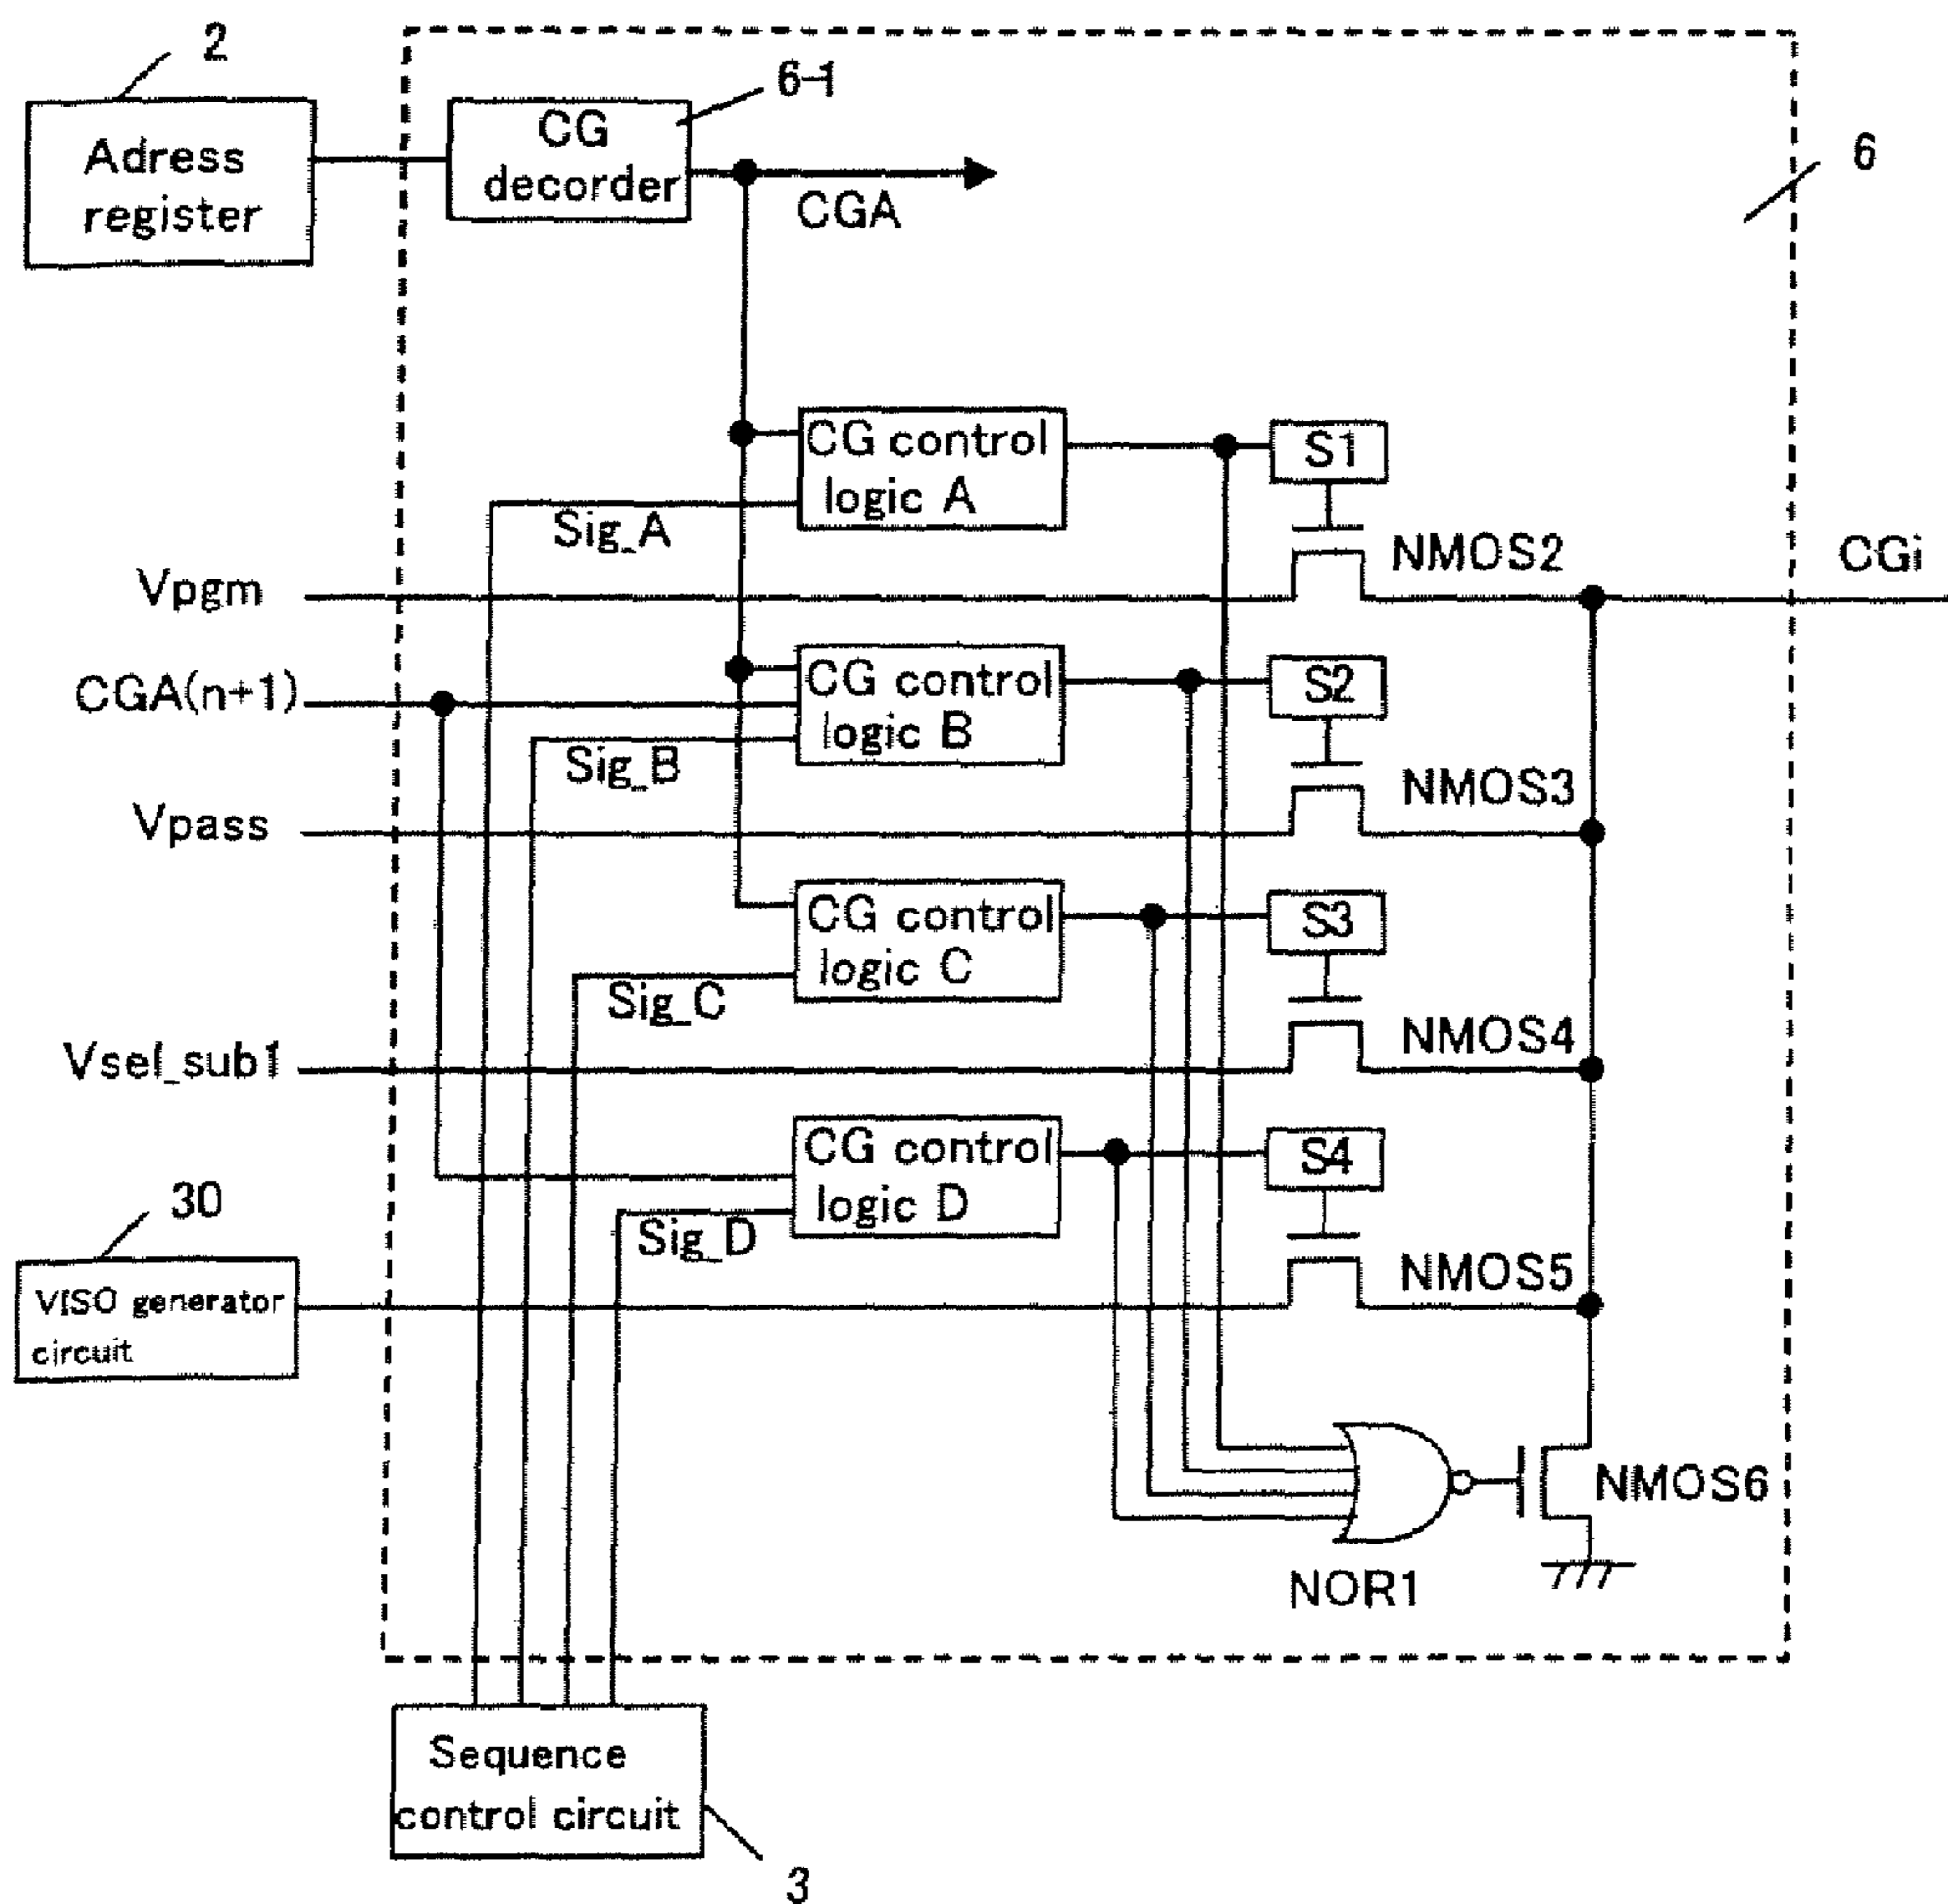 2
6-1
Adress
register
CG
decorder
6
CGA
CG control
logic A
S1
Sig_A
NMOS2
CGi
Vpgm
CG control
logic B
S2
CGA(n+1)
Sig_B
NMOS3
Vpass
CG control
logic C
S3
Sig_C
NMOS4
Vsel_sub1
CG control
logic D
S4
30
Sig_D
NMOS5
VISO generator
circuit
NMOS6
NOR1
Sequence
control circuit
3